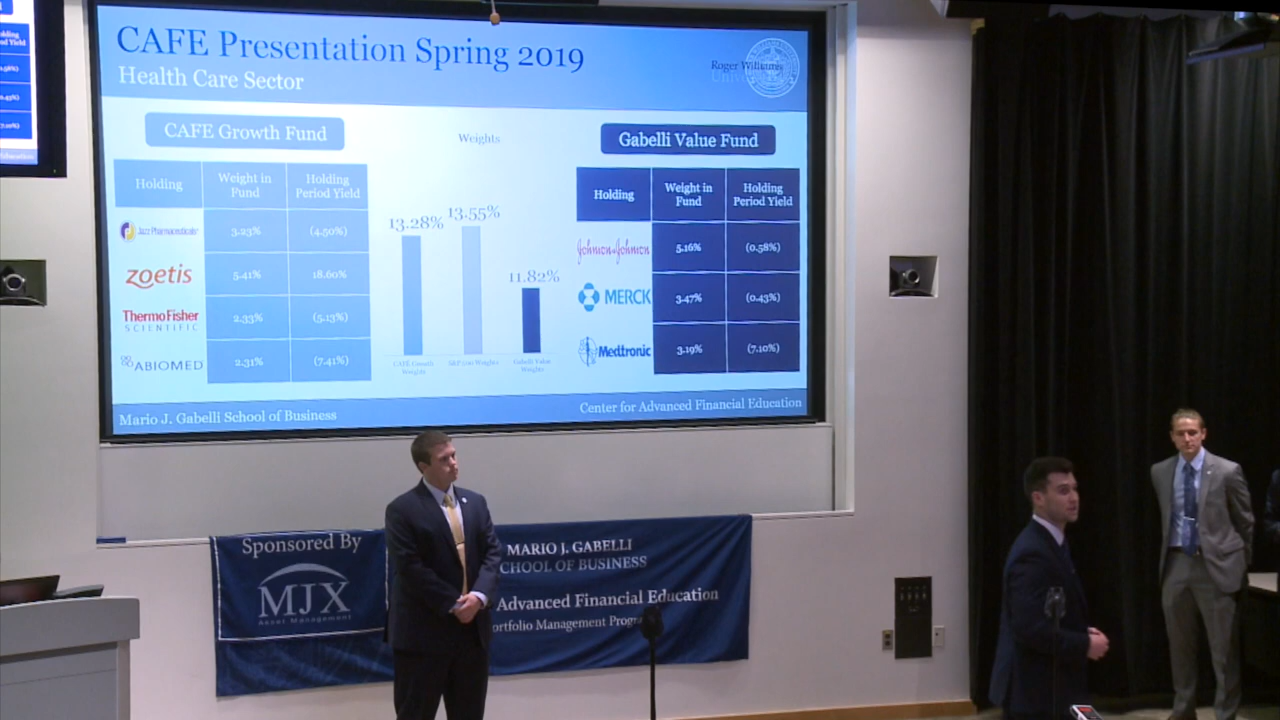 CAFE Presentation Spring 2019
Health Care Sector
Roger Williams
University
CAFE Growth Fund
Holding
Weight in Fund
Holding Period Yield
Jazz Pharmaceuticals
3.23%
(4.50%)
zoetis
5.41%
18.60%
ThermoFisher
SCIENTIFIC
2.33%
(5.13%)
ABIOMED
2.31%
(7.41%)
Weights
13.28%
13.55%
11.82%
CAFE Growth Weights
S&P 500 Weights
Gabelli Value Weights
Gabelli Value Fund
Holding
Weight in Fund
Holding Period Yield
Johnson&Johnson
5.16%
(0.58%)
MERCK
3.47%
(0.43%)
Medtronic
3.19%
(7.10%)
Mario J. Gabelli School of Business
Center for Advanced Financial Education
Sponsored By
MJX
Asset Management
MARIO J. GABELLI
CHOOL OF BUSINESS
Advanced Financial Education
ortfolio Management Progr